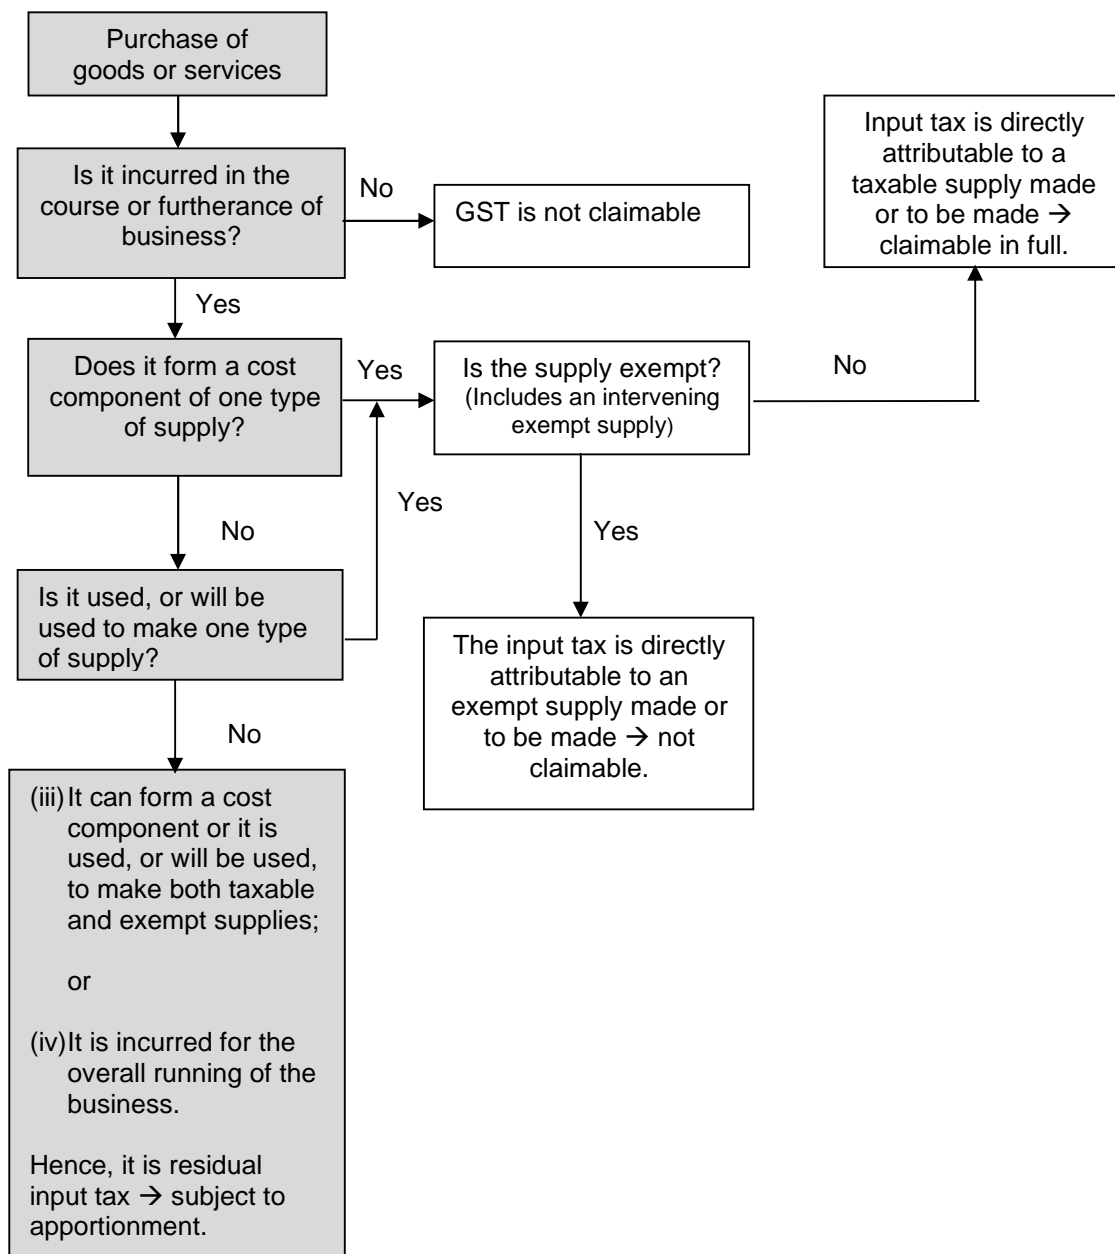 Purchase of
goods or services
Is it incurred in the
course or furtherance of
business?
No
GST is not claimable
Input tax is directly
attributable to a
taxable supply made
or to be made →
claimable in full.
Yes
Does it form a cost
component of one type
of supply?
Yes
Is the supply exempt?
(Includes an intervening
exempt supply)
No
No
Yes
Yes
Is it used, or will be
used to make one type
of supply?
The input tax is directly
attributable to an
exempt supply made or
to be made → not
claimable.
No
(iii) It can form a cost
component or it is
used, or will be used,
to make both taxable
and exempt supplies;
or
(iv) It is incurred for the
overall running of the
business.
Hence, it is residual
input tax → subject to
apportionment.